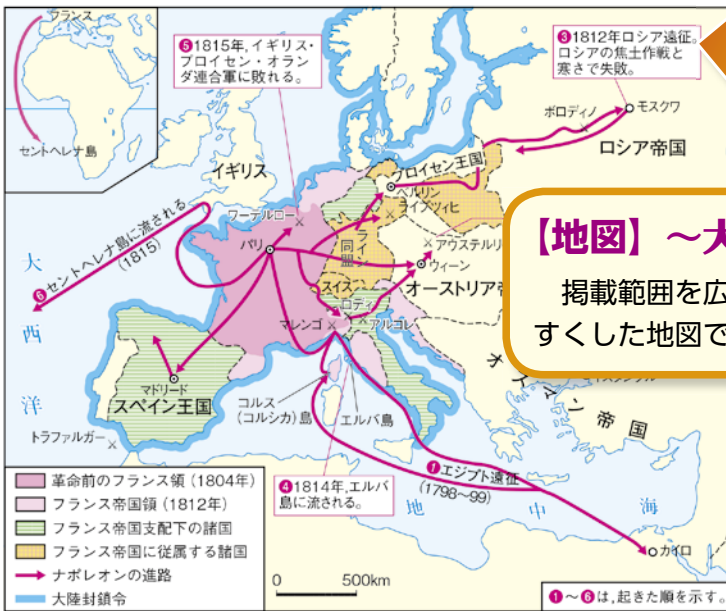 フランス
セントヘレナ島
❺1815年，イギリス・
プロイセン・オラン
ダ連合軍に敗れる。
❸1812年ロシア遠征。
ロシアの焦土作戦と
寒さで失敗。
ボロディノ
モスクワ
ロシア帝国
イギリス
プロイセン王国
ベルリン
ワーテルロー
ライプツィヒ
❻セントヘレナ島に流される
(1815)
パリ
ライン
同盟
アウステルリ
ウィーン
スイス
オーストリア帝
ロディ
マレンゴ
アルコレ
【地図】～大
掲載範囲を広
すくした地図で
大西洋
マドリード
スペイン王国
コルス
(コルシカ)島
エルバ島
オスマン帝国
トラファルガー
❶エジプト遠征
(1798～99)
❹1814年，エルバ
島に流される。
地中海
カイロ
革命前のフランス領（1804年）
フランス帝国領（1812年）
フランス帝国支配下の諸国
フランス帝国に従属する諸国
ナポレオンの進路
大陸封鎖令
0 500km
❶～❻は，起きた順を示す。